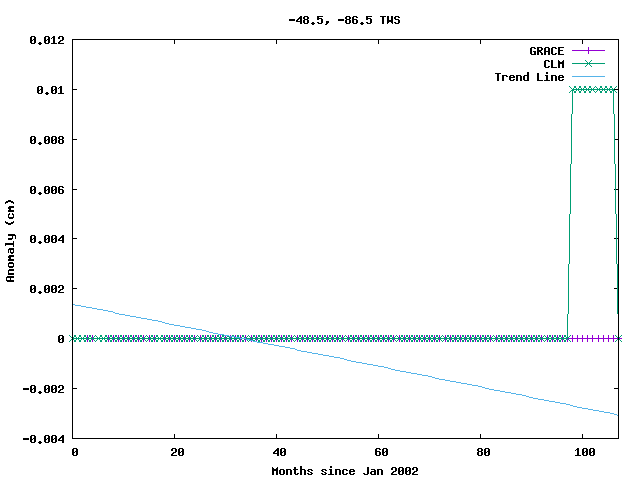 -48.5, -86.5 TWS
0.012
0.01
0.008
0.006
0.004
0.002
0
-0.002
-0.004
Anomaly (cm)
GRACE
CLM
Trend Line
0 20 40 60 80 100
Months since Jan 2002